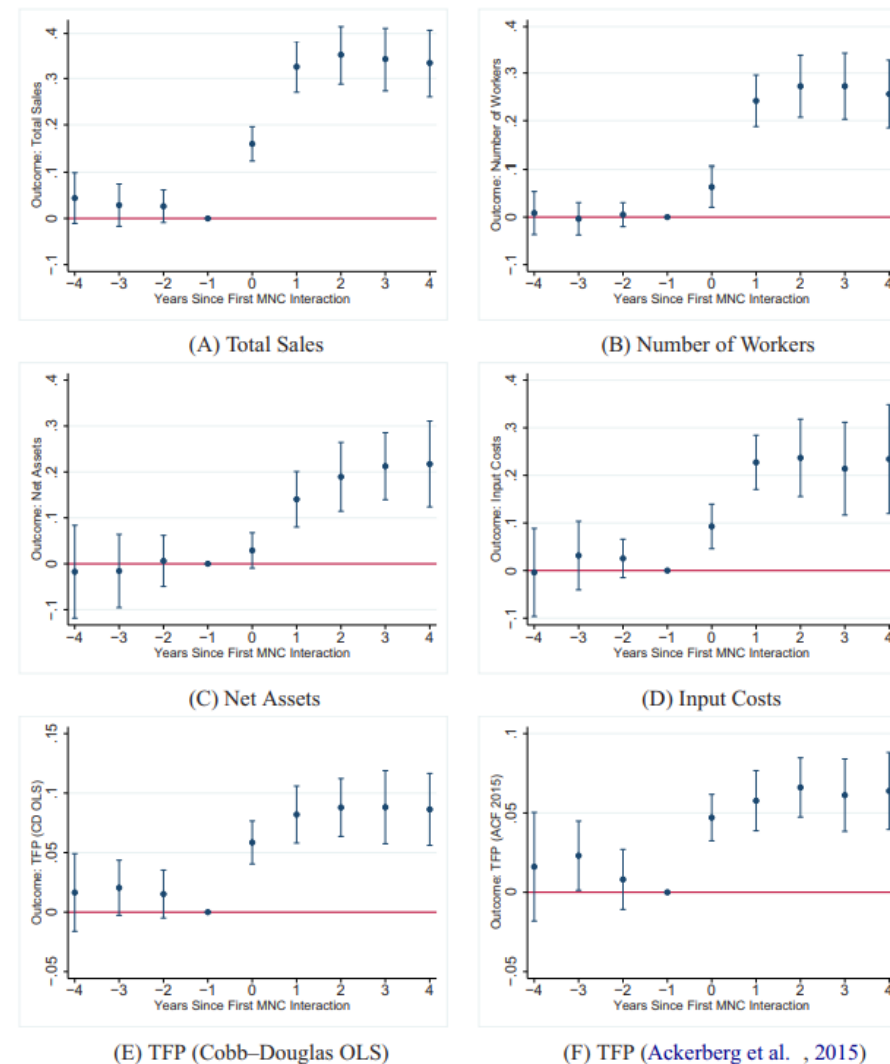 Outcome: Total Sales
.4
.3
.2
.1
0
-.1
−4 −3 −2 −1 0 1 2 3 4
Years Since First MNC Interaction
(A) Total Sales
Outcome: Number of Workers
.4
.3
.2
.1
0
-.1
−4 −3 −2 −1 0 1 2 3 4
Years Since First MNC Interaction
(B) Number of Workers
Outcome: Net Assets
.4
.3
.2
.1
0
-.1
−4 −3 −2 −1 0 1 2 3 4
Years Since First MNC Interaction
(C) Net Assets
Outcome: Input Costs
.4
.3
.2
.1
0
-.1
−4 −3 −2 −1 0 1 2 3 4
Years Since First MNC Interaction
(D) Input Costs
Outcome: TFP (CD OLS)
.15
.1
.05
0
-.05
−4 −3 −2 −1 0 1 2 3 4
Years Since First MNC Interaction
(E) TFP (Cobb–Douglas OLS)
Outcome: TFP (ACF 2015)
.1
.05
0
-.05
−4 −3 −2 −1 0 1 2 3 4
Years Since First MNC Interaction
(F) TFP (Ackerberg et al. , 2015)